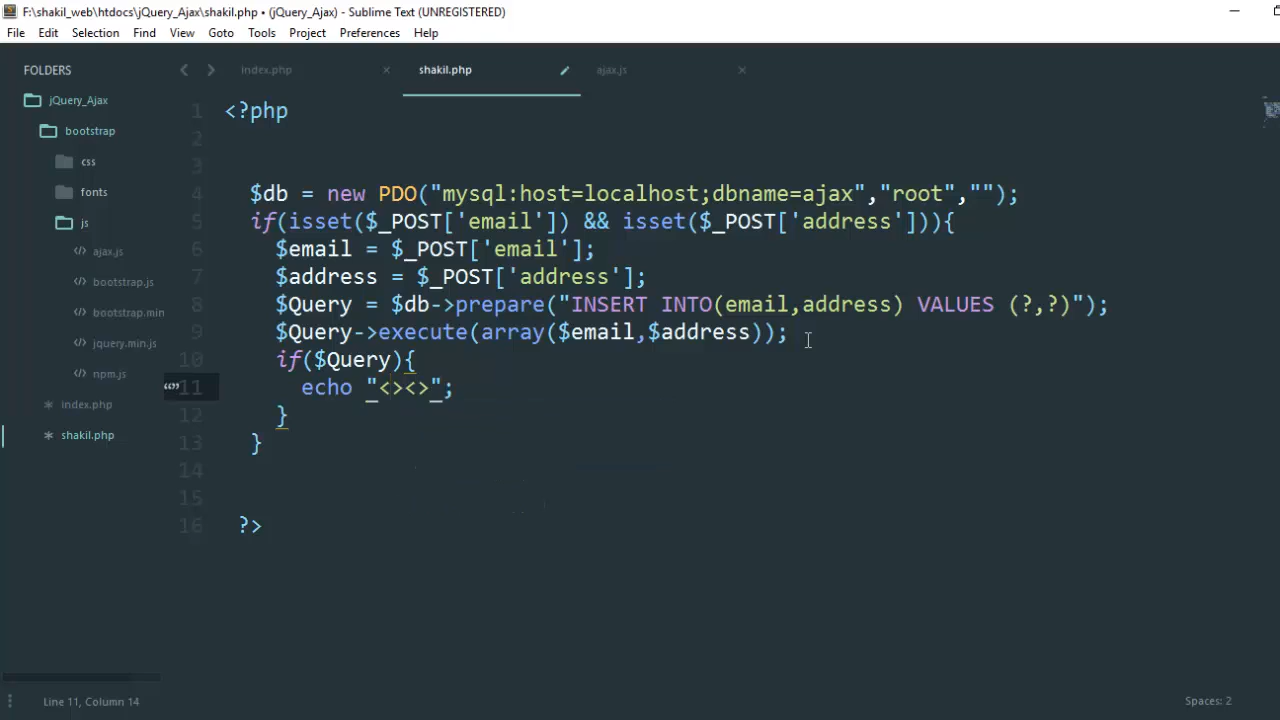 F:\shakil_web\htdocs\jQuery_Ajax\shakil.php • (jQuery_Ajax) - Sublime Text (UNREGISTERED)
File Edit Selection Find View Goto Tools Project Preferences Help
FOLDERS
jQuery_Ajax
bootstrap
css
fonts
js
ajax.js
bootstrap.js
bootstrap.min
jquery.min.js
npm.js
index.php
shakil.php
index.php shakil.php ajax.js
1 <?php
2
3
4 $db = new PDO("mysql:host=localhost;dbname=ajax","root","");
5 if(isset($_POST['email']) && isset($_POST['address'])){
6 $email = $_POST['email'];
7 $address = $_POST['address'];
8 $Query = $db->prepare("INSERT INTO(email,address) VALUES (?,?)");
9 $Query->execute(array($email,$address));
10 if($Query){
11 echo "<><>";
12 }
13 }
14
15
16 ?>
Line 11, Column 14
Spaces: 2